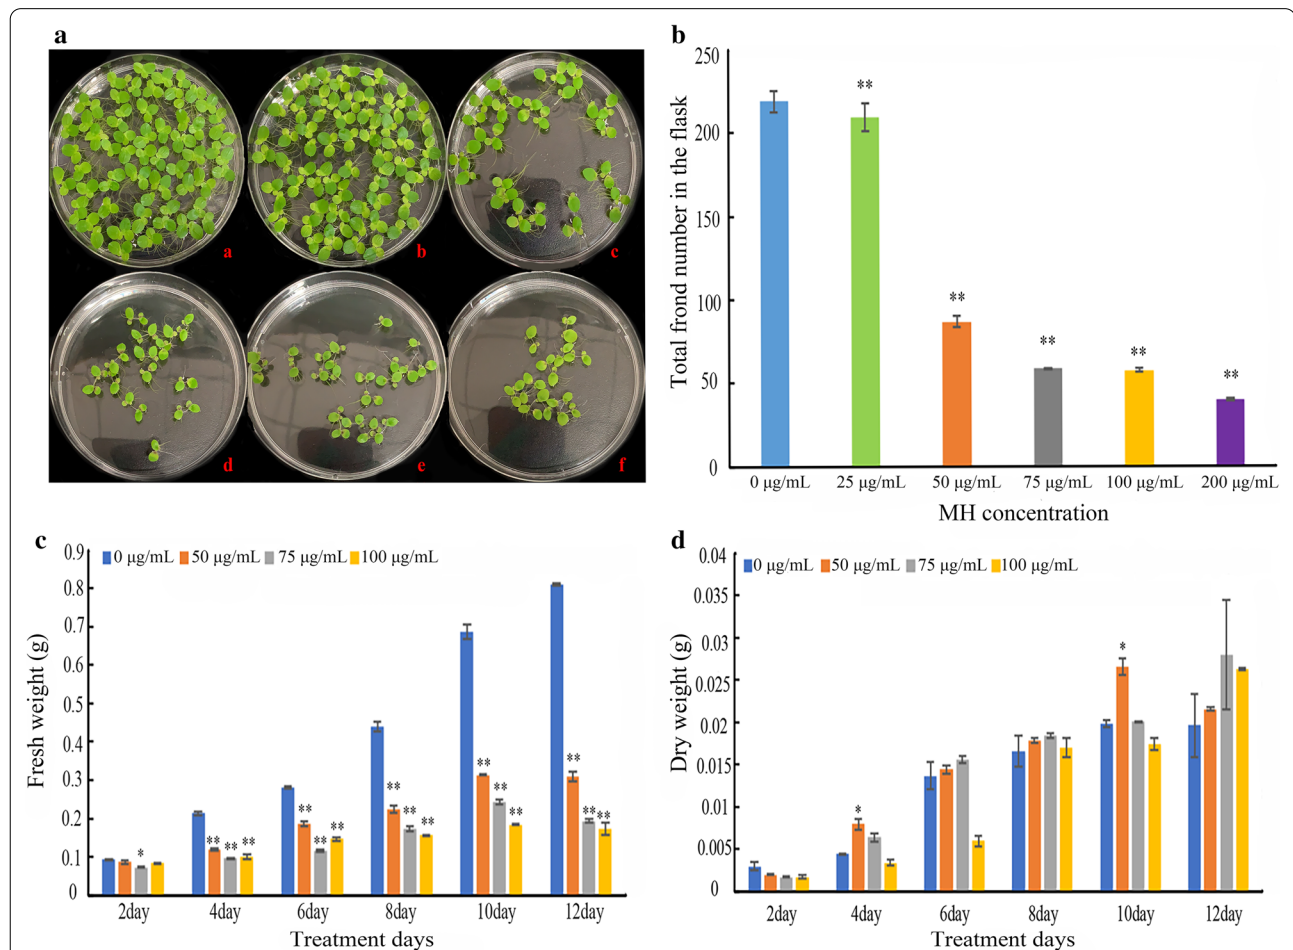 a
a b c
d e f
b
Total frond number in the flask
250
200
150
100
50
0
** ** ** ** **
0 μg/mL 25 μg/mL 50 μg/mL 75 μg/mL 100 μg/mL 200 μg/mL
MH concentration
c
Fresh weight (g)
0.9
0.8
0.7
0.6
0.5
0.4
0.3
0.2
0.1
0
0 μg/mL 50 μg/mL 75 μg/mL 100 μg/mL
* ** ** ** ** ** ** ** ** ** ** ** ** ** ** **
2day 4day 6day 8day 10day 12day
Treatment days
d
Dry weight (g)
0.04
0.035
0.03
0.025
0.02
0.015
0.01
0.005
0
0 μg/mL 50 μg/mL 75 μg/mL 100 μg/mL
* *
2day 4day 6day 8day 10day 12day
Treatment days